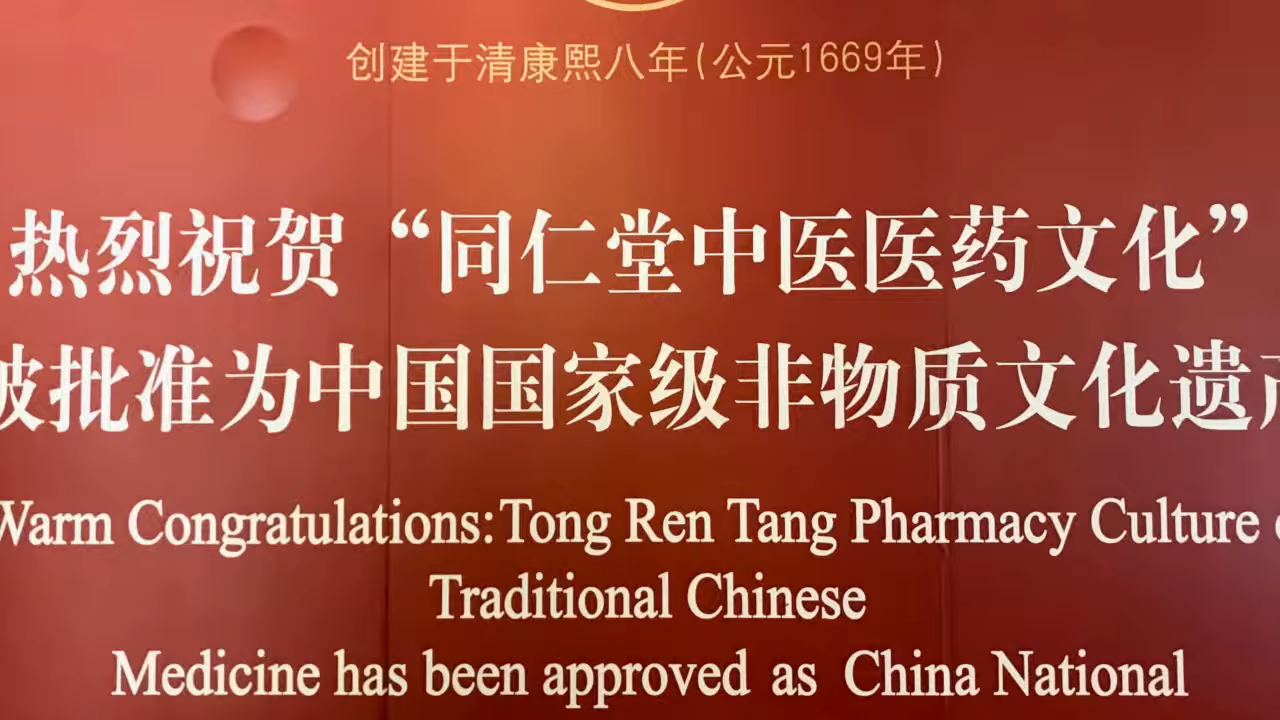 创建于清康熙八年(公元1669年)
热烈祝贺“同仁堂中医医药文化”
被批准为中国国家级非物质文化遗产
Warm Congratulations:Tong Ren Tang Pharmacy Culture
Traditional Chinese
Medicine has been approved as China National